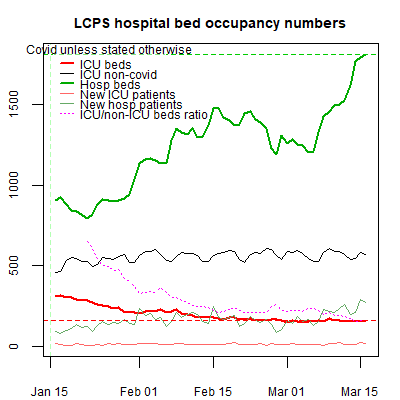 LCPS hospital bed occupancy numbers
Covid unless stated otherwise
ICU beds
ICU non-covid
Hosp beds
New ICU patients
New hosp patients
ICU/non-ICU beds ratio
1500
1000
500
0
Jan 15
Feb 01
Feb 15
Mar 01
Mar 15